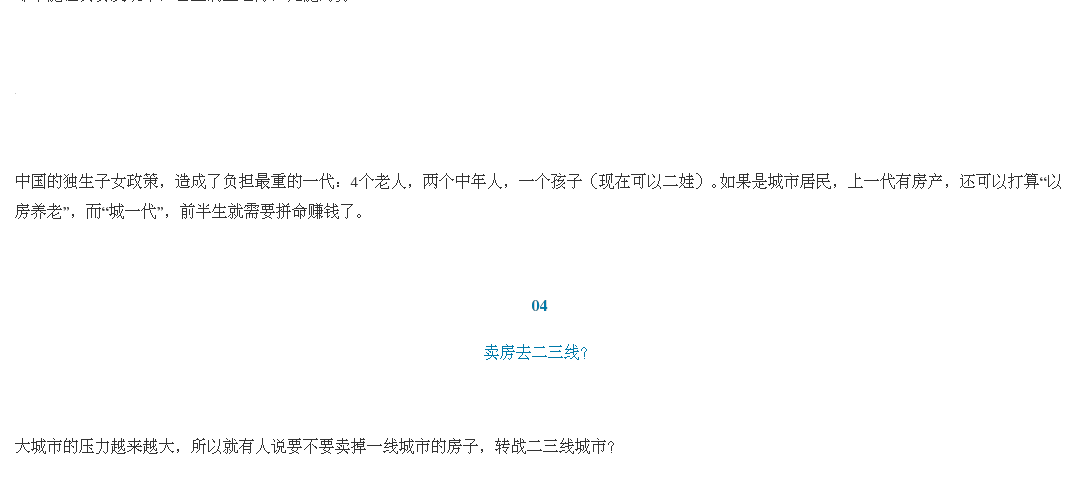 中国的独生子女政策，造成了负担最重的一代：4个老人，两个中年人，一个孩子（现在可以二娃）。如果是城市居民，上一代有房产，还可以打算“以
房养老”，而“城一代”，前半生就需要拼命赚钱了。
04
卖房去二三线？
大城市的压力越来越大，所以就有人说要不要卖掉一线城市的房子，转战二三线城市？